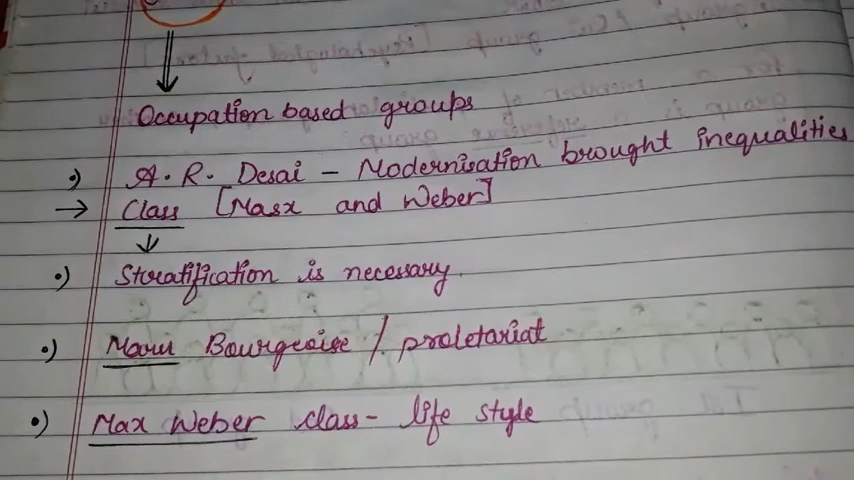 Occupation based groups
•) A. R. Desai - Modernisation brought inequalities
→ Class [Marx and Weber]
•) Stratification is necessary.
•) Marx Bourgeoise / proletariat
•) Max Weber class - life style